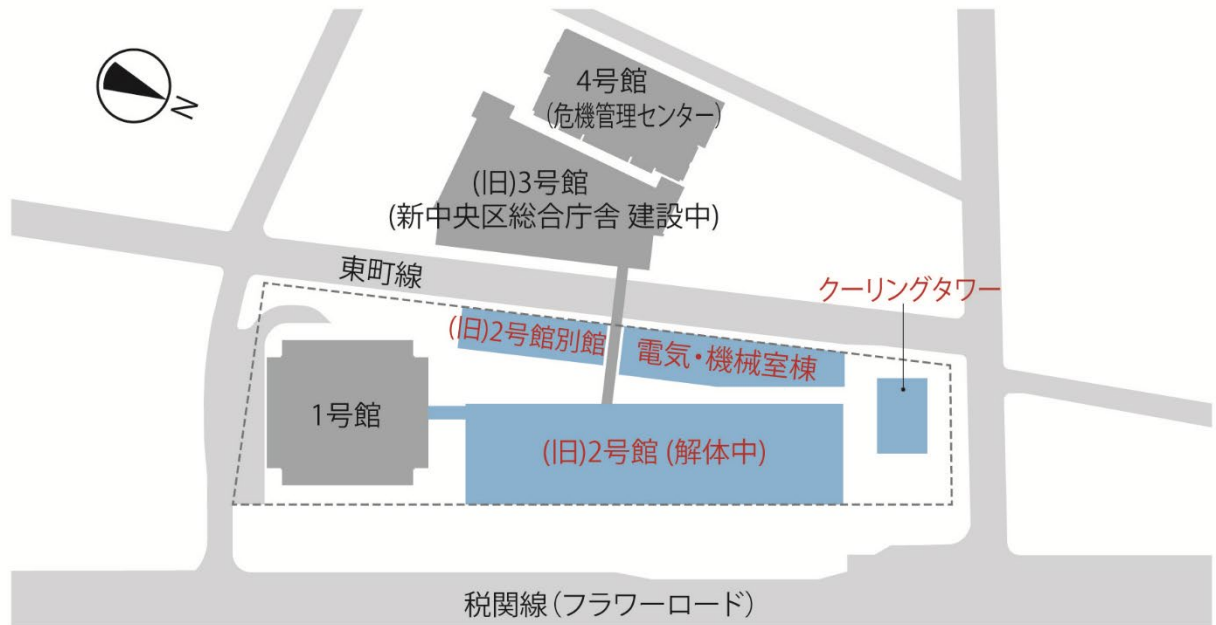 N
4号館
(危機管理センター)
(旧)3号館
(新中央区総合庁舎 建設中)
東町線
クーリングタワー
(旧)2号館別館
電気・機械室棟
1号館
(旧)2号館 (解体中)
税関線(フラワーロード)